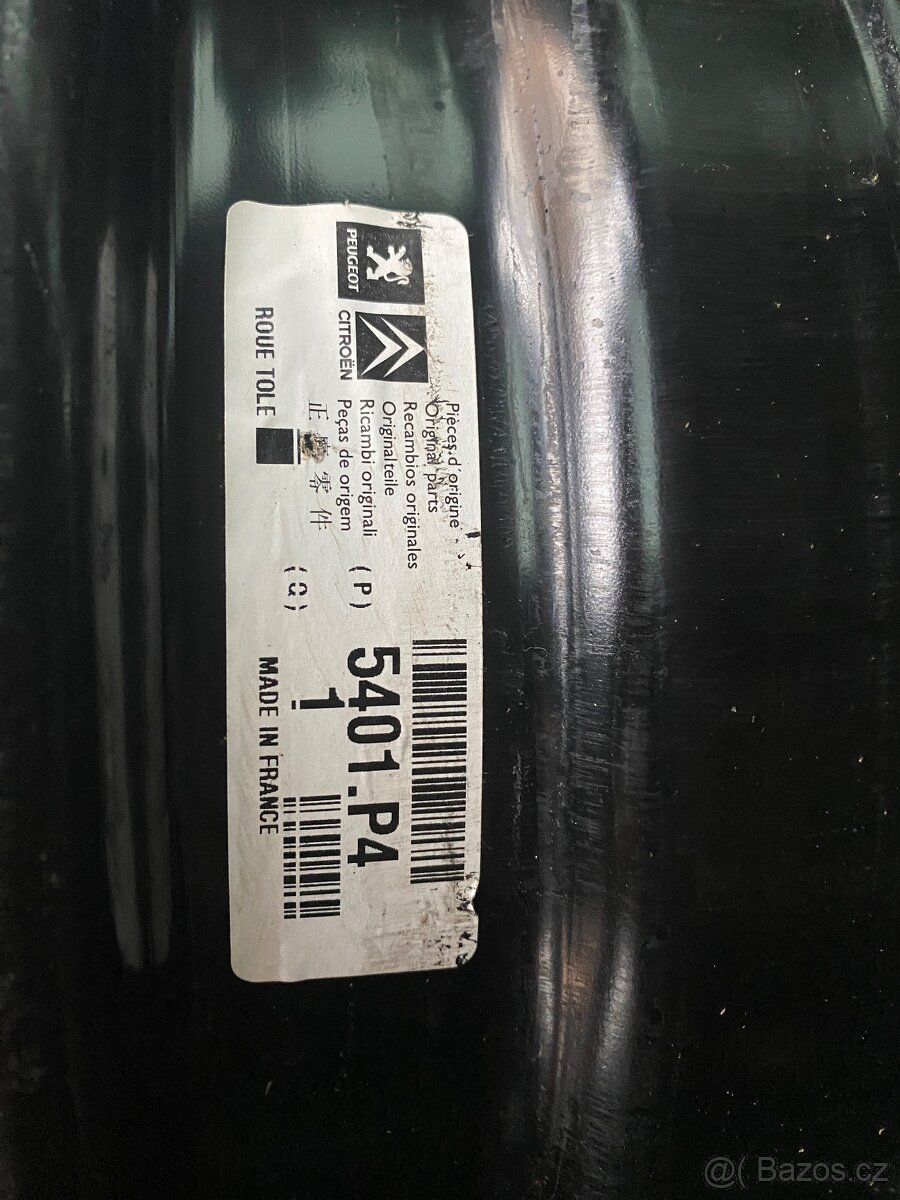 PEUGEOT
CITROËN
Pièces d'origine
Original parts
Recambios originales
Originalteile
Ricambi originali
Peças de origem
正 零件
(P) 5401.P4
(Q) 1
ROUE TOLE
MADE IN FRANCE
@( Bazos.cz